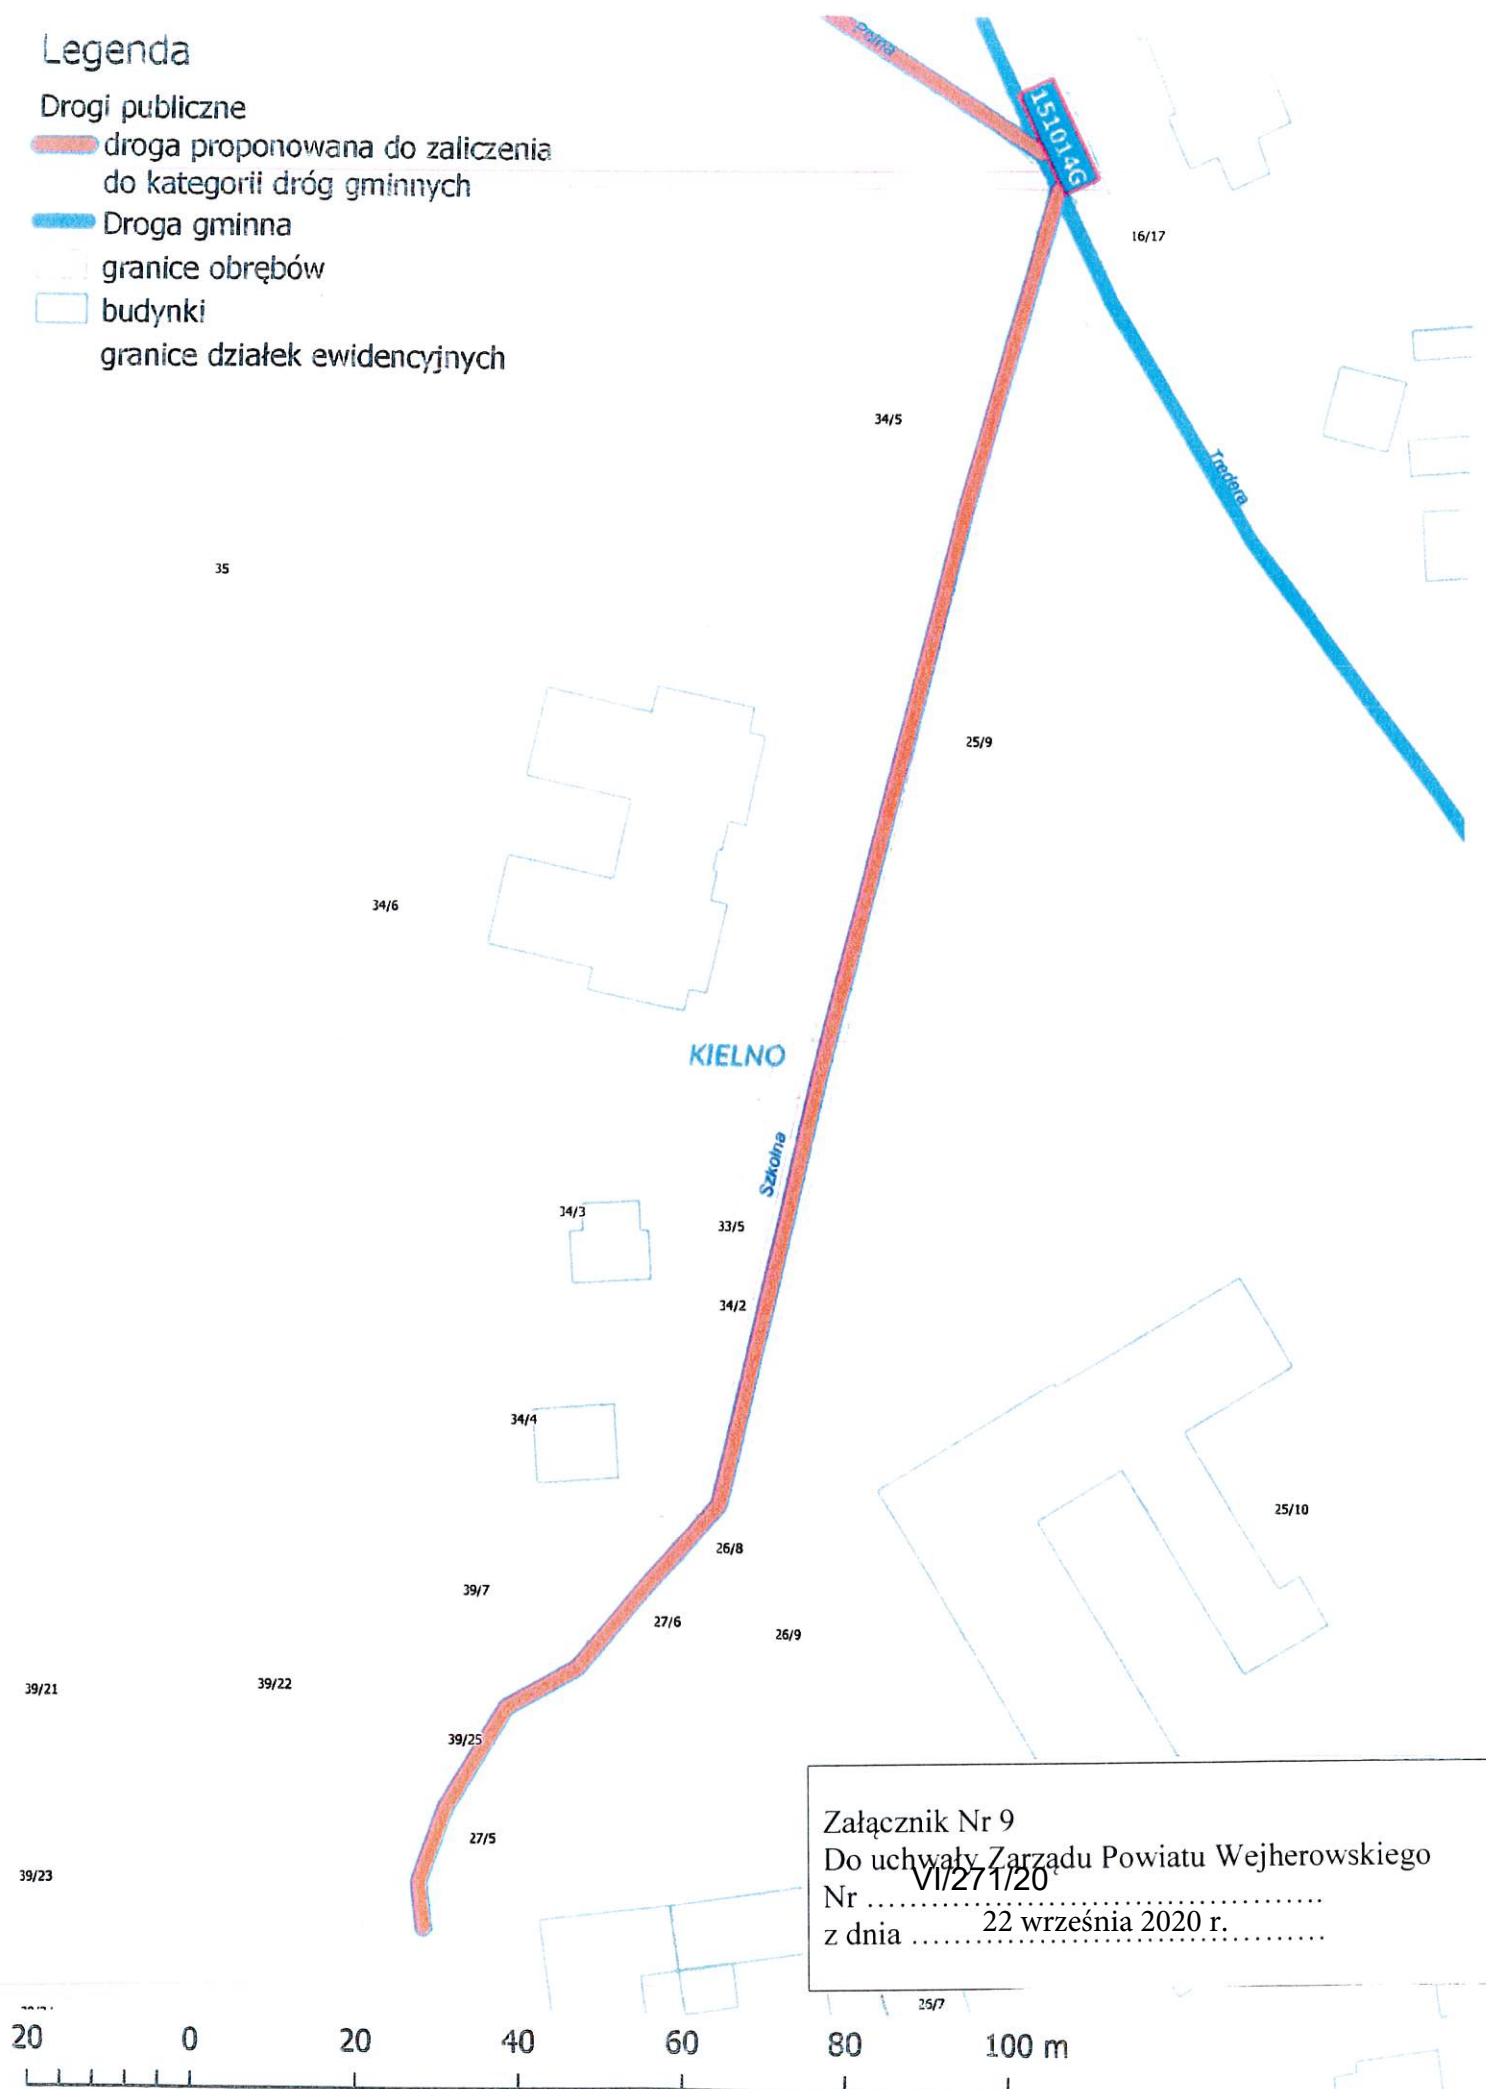 Legenda
Drogi publiczne
droga proponowana do zaliczenia
do kategorii dróg gminnych
Droga gminna
granice obrębów
budynki
granice działek ewidencyjnych
Polna
151014G
16/17
34/5
Tredera
35
25/9
34/6
KIELNO
Szkolna
34/3
33/5
34/2
34/4
25/10
26/8
39/7
27/6
26/9
39/21
39/22
39/25
27/5
39/23
Załącznik Nr 9
Do uchwały Zarządu Powiatu Wejherowskiego
Nr ............................................ VI/271/20
z dnia ........................................ 22 września 2020 r.
26/7
20 0 20 40 60 80 100 m